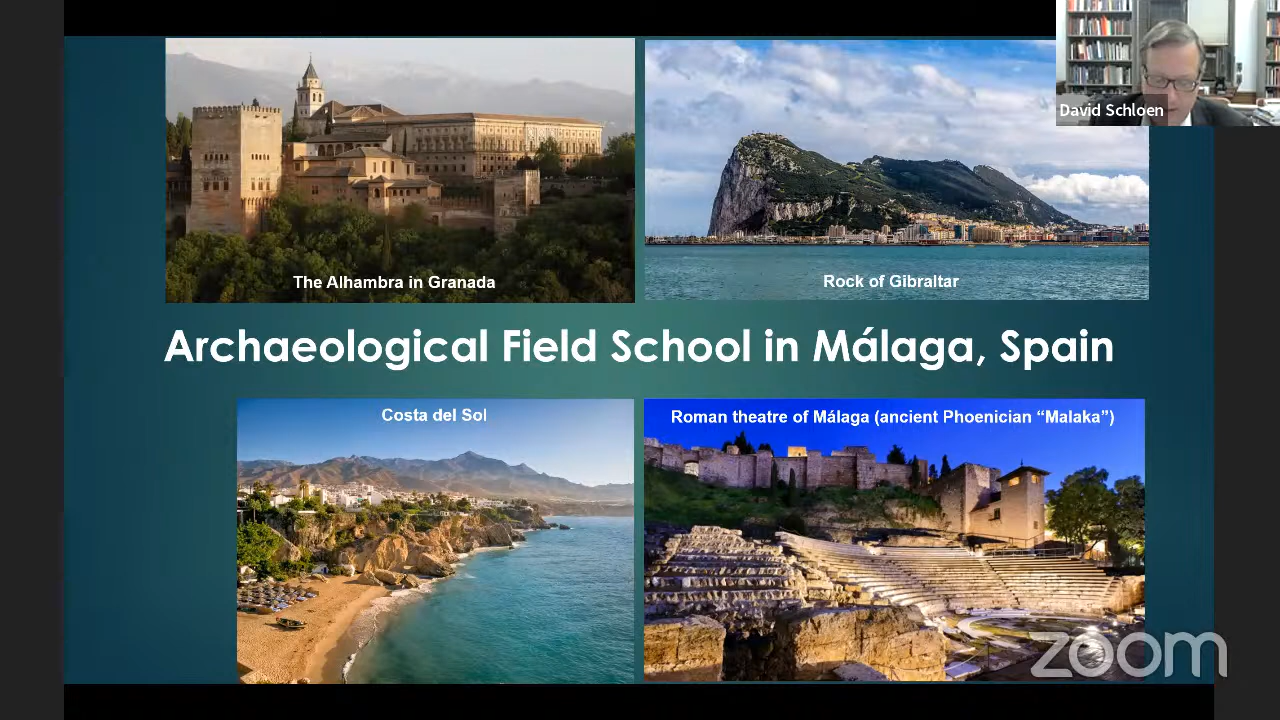 David Schloen
The Alhambra in Granada
Rock of Gibraltar
Archaeological Field School in Málaga, Spain
Costa del Sol
Roman theatre of Málaga (ancient Phoenician “Malaka”)
zoom